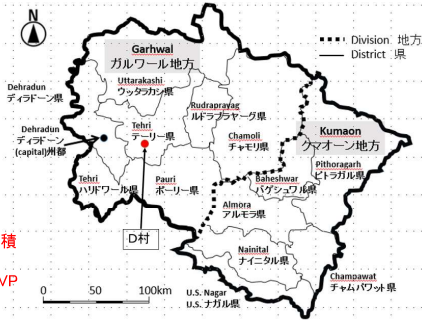 N
Garhwal
ガルワール地方
Division 地方
District 県
Uttarakashi
ウッタラカシ県
Dehradun
ディラドーン県
Rudraprayag
ルドラプラヤーグ県
Tehri
テーリー県
Dehradun
ディラドーン
(capital)州都
Chamoli
チャモリ県
Kumaon
クマオーン地方
Pithoragarh
ピトラガル県
Tehri
ハリドワール県
Pauri
ポーリー県
Baheshwar
バゲシュワル県
Almora
アルモラ県
D村
積
Nainital
ナイニタル県
VP
Champawat
チャムパワット県
U.S. Nagar
U.S. ナガル県
0 50 100km